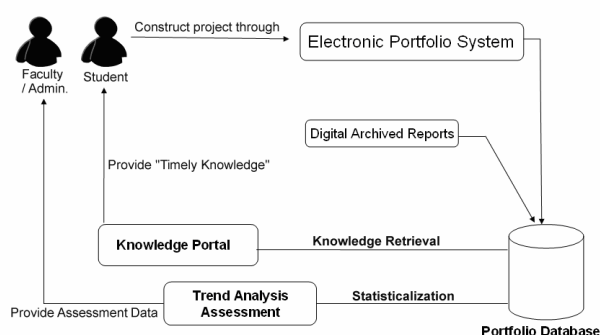 Construct project through
Electronic Portfolio System
Faculty
/ Admin.
Student
Digital Archived Reports
Provide "Timely Knowledge"
Knowledge Portal
Knowledge Retrieval
Trend Analysis
Assessment
Statisticalization
Provide Assessment Data
Portfolio Database